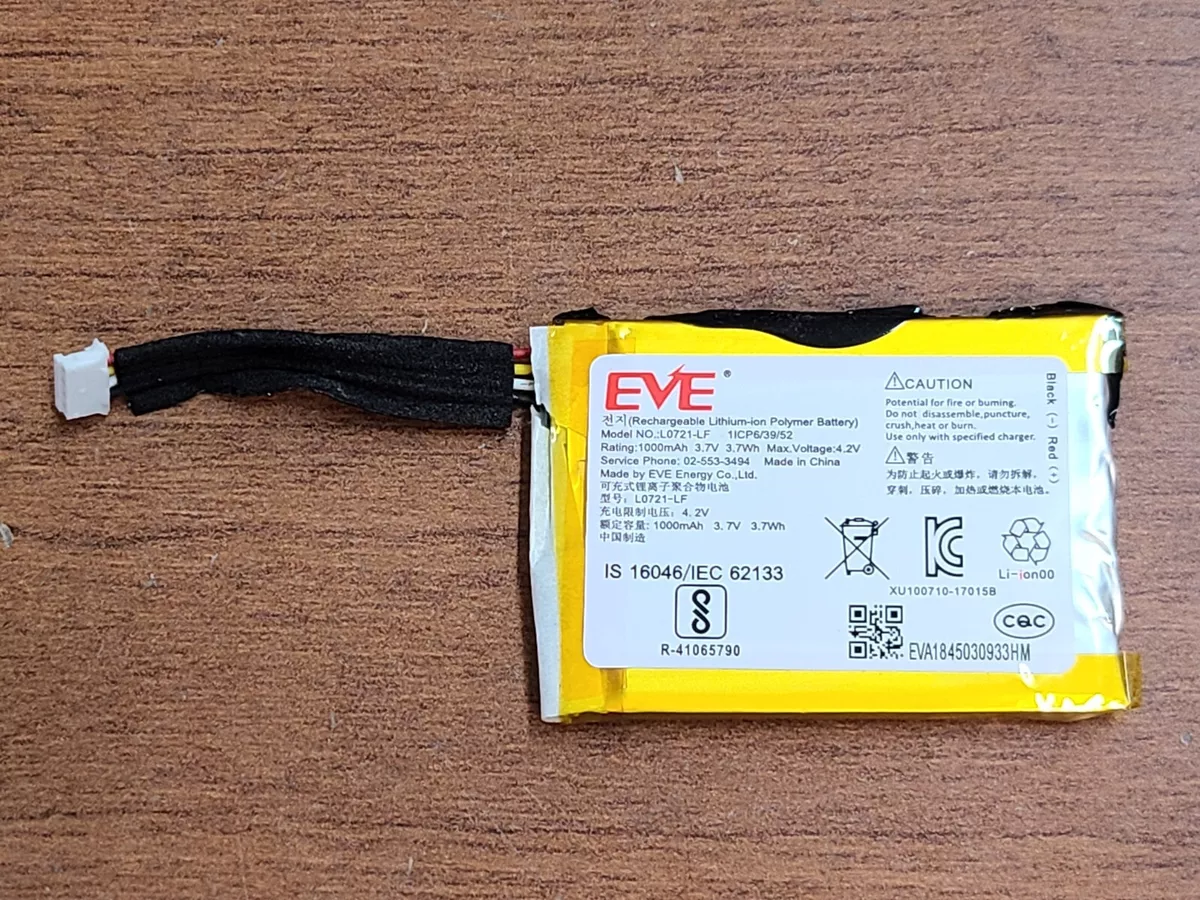 EVE®
전지(Rechargeable Lithium-ion Polymer Battery)
Model NO.:L0721-LF 1ICP6/39/52
Rating:1000mAh 3.7V 3.7Wh Max.Voltage:4.2V
Service Phone: 02-553-3494 Made in China
Made by EVE Energy Co.,Ltd.
可充式锂离子聚合物电池
型号: L0721-LF
充电限制电压: 4.2V
额定容量: 1000mAh 3.7V 3.7Wh
中国制造
IS 16046/IEC 62133
R-41065790
⚠CAUTION
Potential for fire or burning.
Do not disassemble,puncture,
crush,heat or burn.
Use only with specified charger.
⚠警告
为防止起火或爆炸, 请勿拆解,
穿刺, 压碎, 加热或燃烧本电池。
Li-ion00
XU100710-17015B
CQC
EVA1845030933HM
Black (-) Red (+)